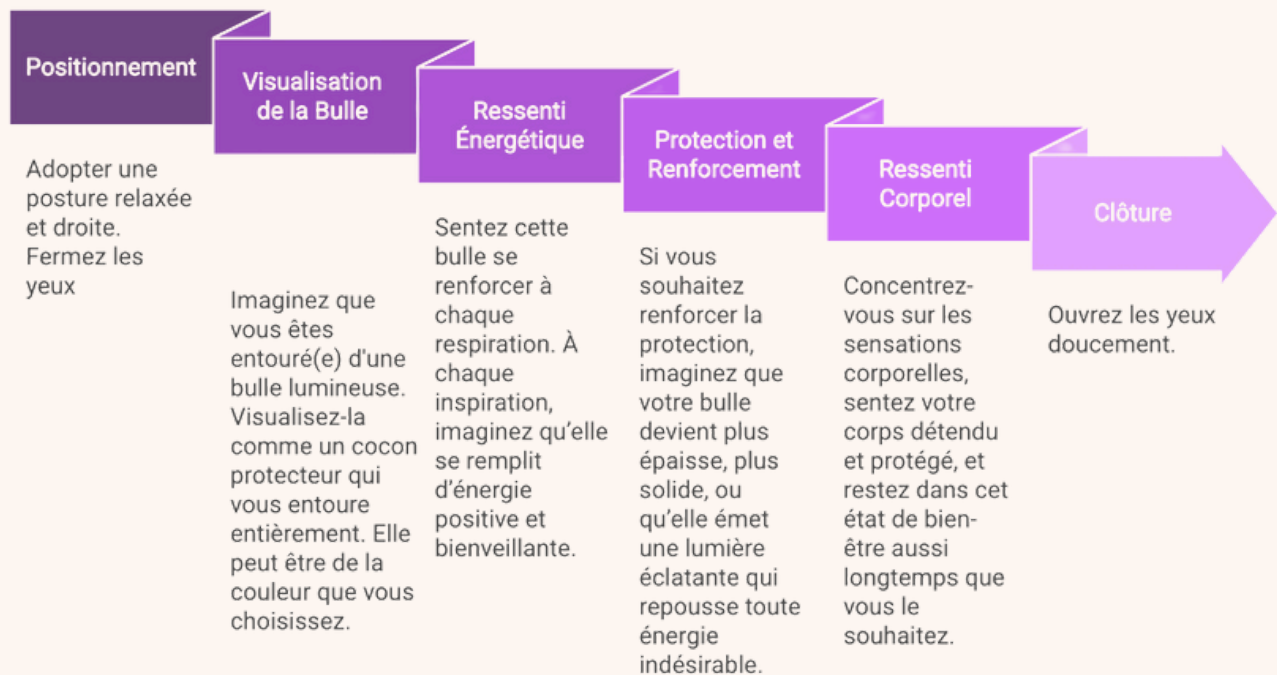 Positionnement
Adopter une
posture relaxée
et droite.
Fermez les
yeux
Visualisation
de la Bulle
Imaginez que
vous êtes
entouré(e) d'une
bulle lumineuse.
Visualisez-la
comme un cocon
protecteur qui
vous entoure
entièrement. Elle
peut être de la
couleur que vous
choisissez.
Ressenti
Énergétique
Sentez cette
bulle se
renforcer à
chaque
respiration. À
chaque
inspiration,
imaginez qu’elle
se remplit
d’énergie
positive et
bienveillante.
Protection et
Renforcement
Si vous
souhaitez
renforcer la
protection,
imaginez que
votre bulle
devient plus
épaisse, plus
solide, ou
qu’elle émet
une lumière
éclatante qui
repousse toute
énergie
indésirable.
Ressenti
Corporel
Concentrez-
vous sur les
sensations
corporelles,
sentez votre
corps détendu
et protégé, et
restez dans cet
état de bien-
être aussi
longtemps que
vous le
souhaitez.
Clôture
Ouvrez les yeux
doucement.